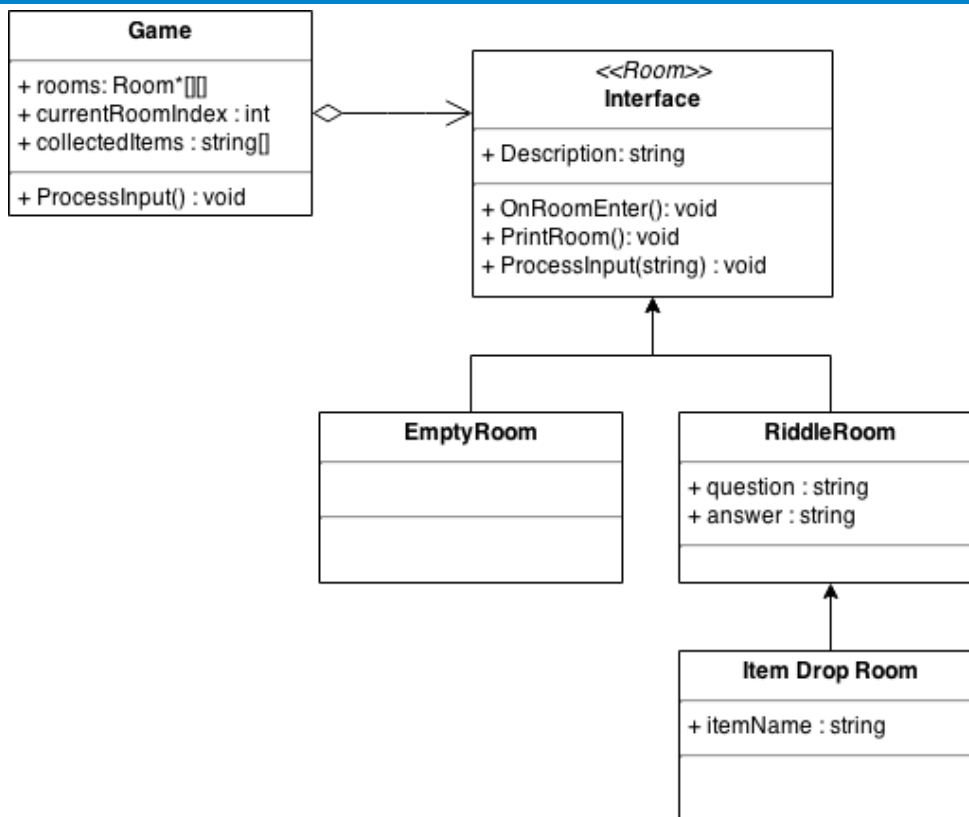 Game
+ rooms: Room*[][]
+ currentRoomIndex : int
+ collectedItems : string[]
+ ProcessInput() : void
<<Room>>
Interface
+ Description: string
+ OnRoomEnter(): void
+ PrintRoom(): void
+ ProcessInput(string) : void
EmptyRoom
RiddleRoom
+ question : string
+ answer : string
Item Drop Room
+ itemName : string